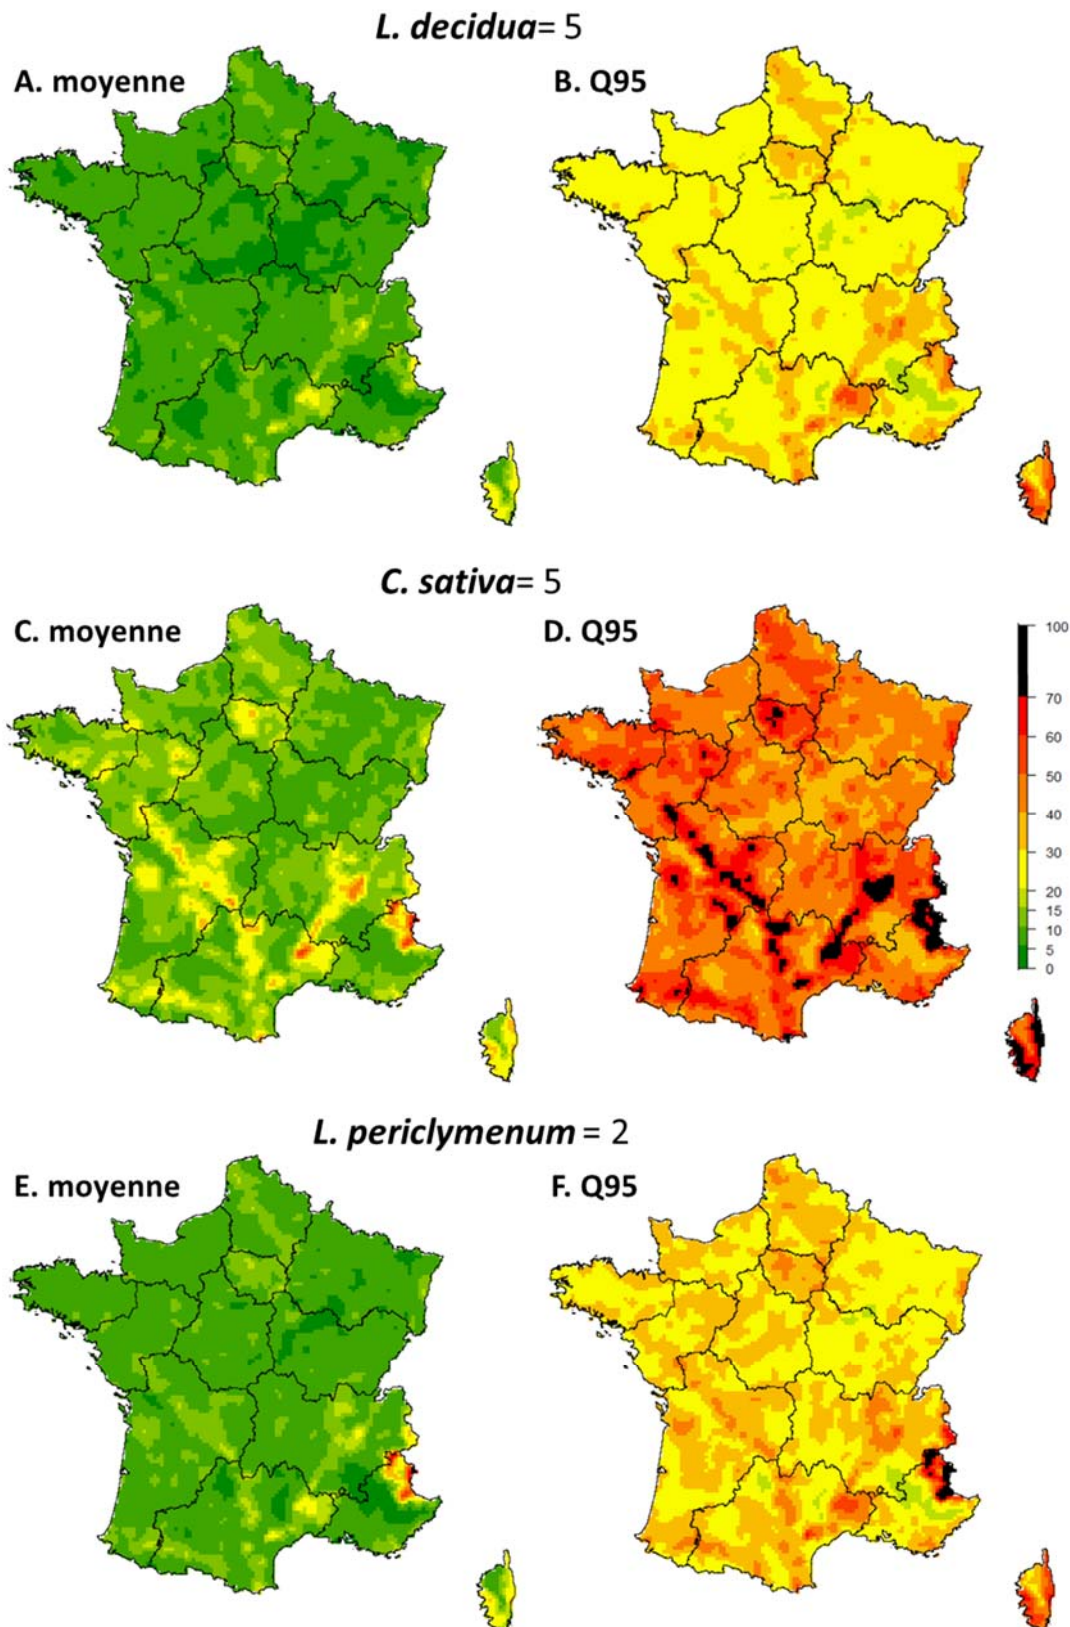 L. decidua= 5
A. moyenne
B. Q95
C. sativa= 5
C. moyenne
D. Q95
100
70
60
50
40
30
20
15
10
5
0
L. periclymenum = 2
E. moyenne
F. Q95